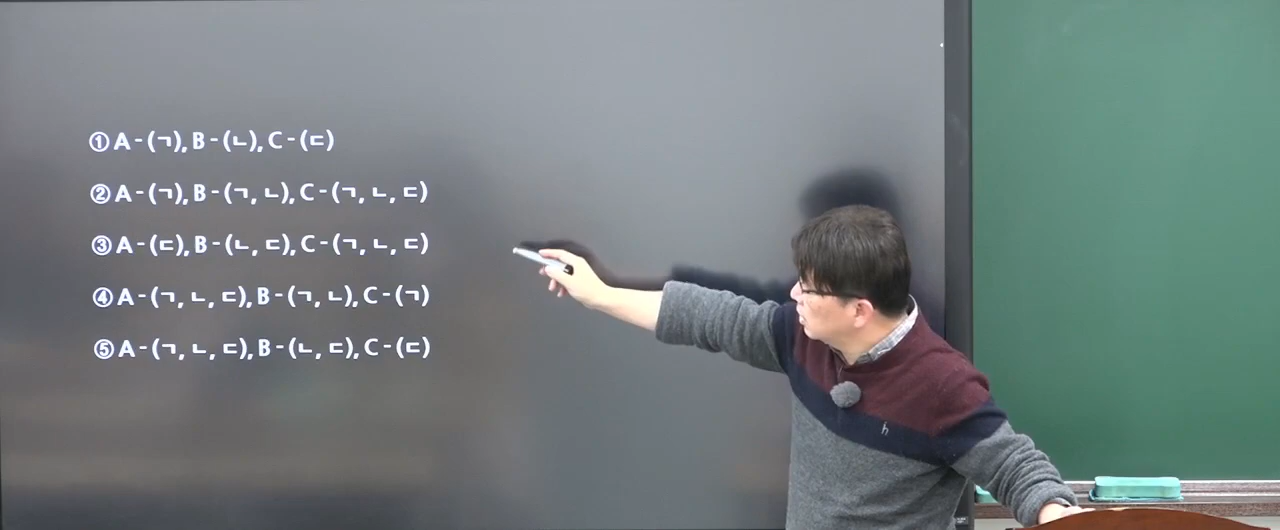 ① A - (ㄱ), B - (ㄴ), C - (ㄷ)
② A - (ㄱ), B - (ㄱ, ㄴ), C - (ㄱ, ㄴ, ㄷ)
③ A - (ㄷ), B - (ㄴ, ㄷ), C - (ㄱ, ㄴ, ㄷ)
④ A - (ㄱ, ㄴ, ㄷ), B - (ㄱ, ㄴ), C - (ㄱ)
⑤ A - (ㄱ, ㄴ, ㄷ), B - (ㄴ, ㄷ), C - (ㄷ)
h